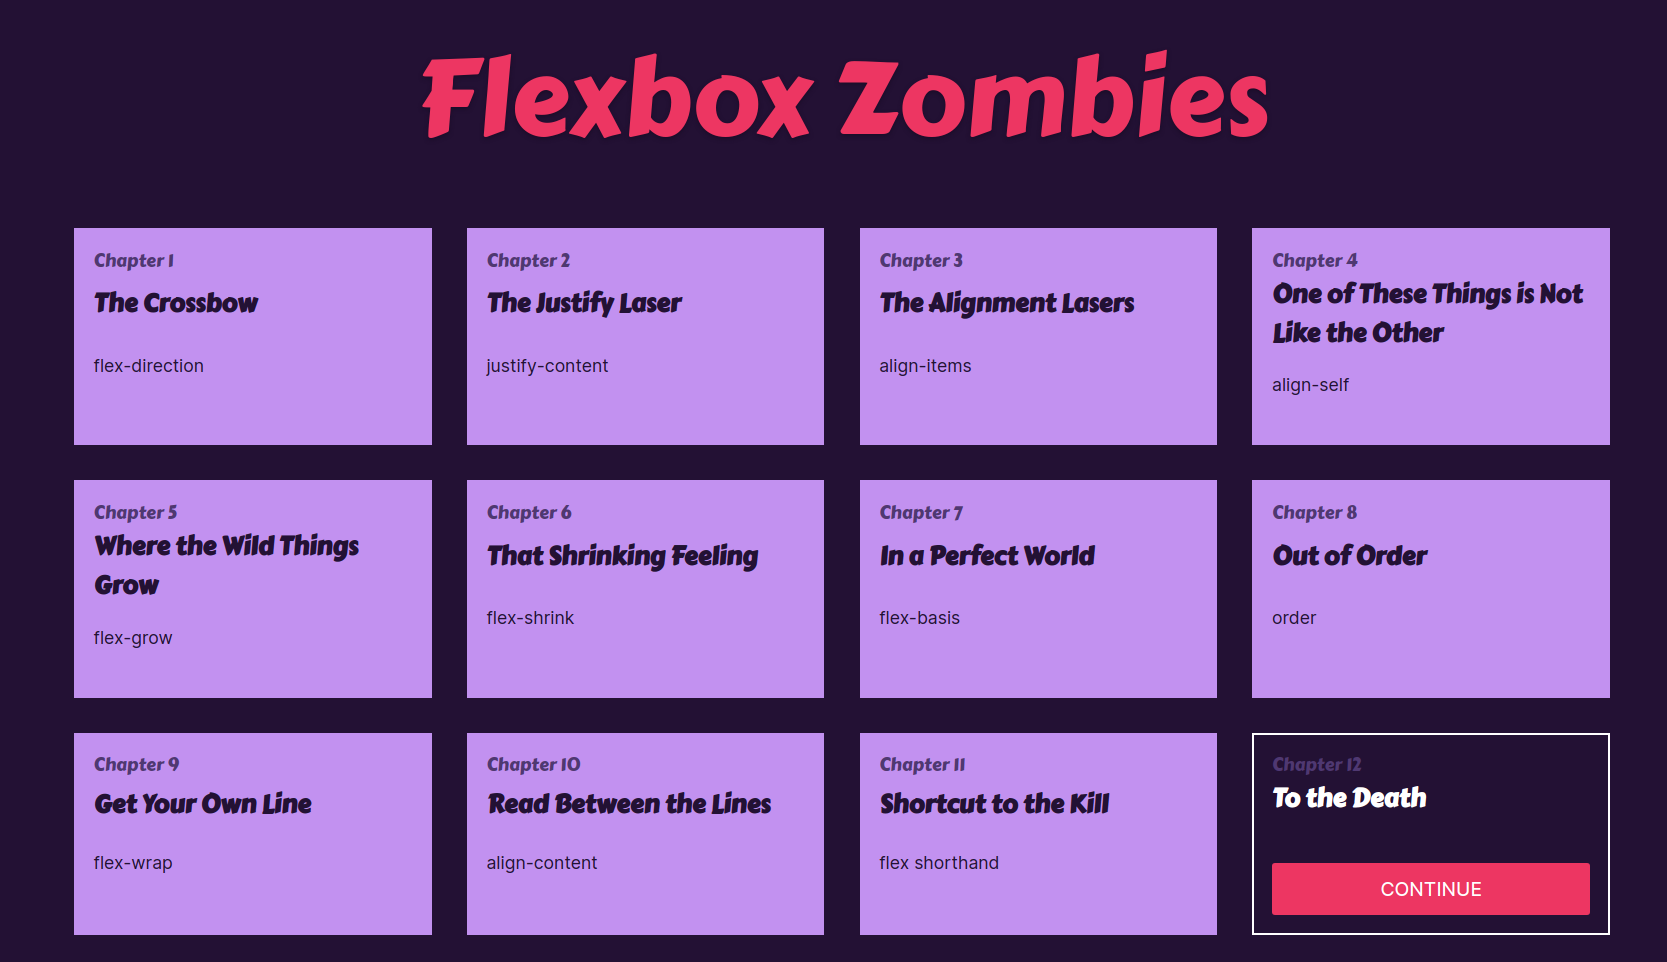 Flexbox Zombies
Chapter 1
The Crossbow
flex-direction
Chapter 2
The Justify Laser
justify-content
Chapter 3
The Alignment Lasers
align-items
Chapter 4
One of These Things is Not
Like the Other
align-self
Chapter 5
Where the Wild Things
Grow
flex-grow
Chapter 6
That Shrinking Feeling
flex-shrink
Chapter 7
In a Perfect World
flex-basis
Chapter 8
Out of Order
order
Chapter 9
Get Your Own Line
flex-wrap
Chapter 10
Read Between the Lines
align-content
Chapter 11
Shortcut to the Kill
flex shorthand
Chapter 12
To the Death
CONTINUE